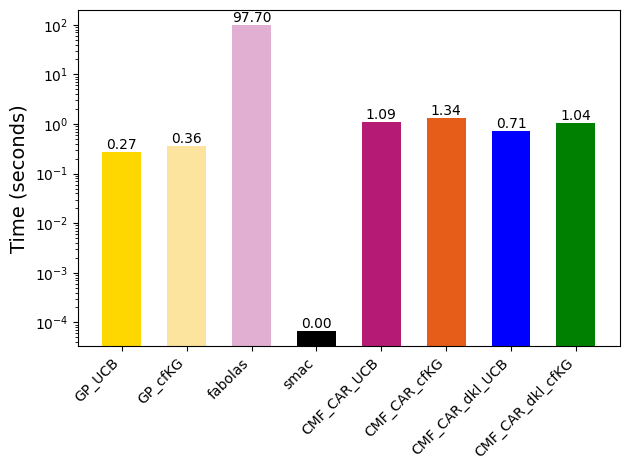 Time (seconds)
10²
10¹
10⁰
10⁻¹
10⁻²
10⁻³
10⁻⁴
0.27
0.36
97.70
0.00
1.09
1.34
0.71
1.04
GP_UCB
GP_cfKG
fabolas
smac
CMF_CAR_UCB
CMF_CAR_cfKG
CMF_CAR_dkl_UCB
CMF_CAR_dkl_cfKG